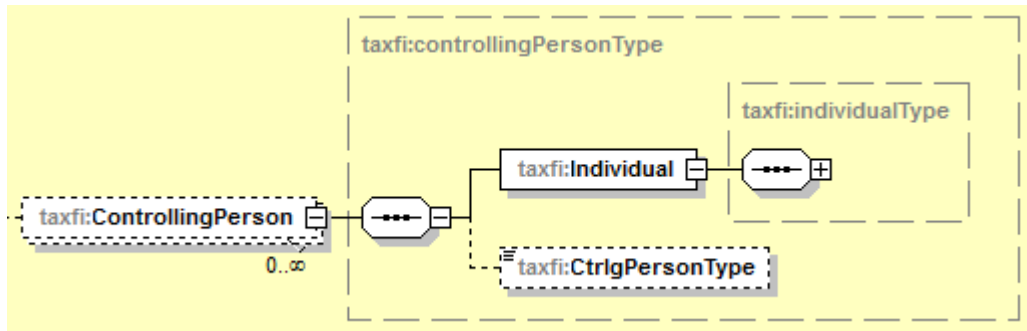 taxfi:controllingPersonType
taxfi:individualType
taxfi:Individual
taxfi:ControllingPerson
0..∞
taxfi:CtrlgPersonType